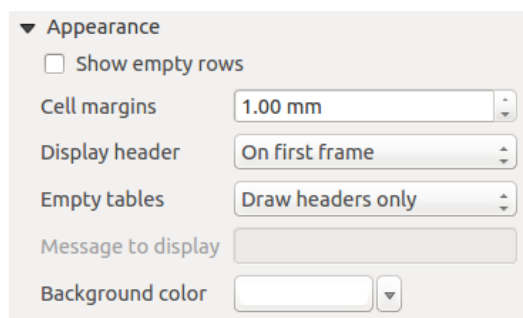 Appearance
Show empty rows
Cell margins 1.00 mm
Display header On first frame
Empty tables Draw headers only
Message to display
Background color